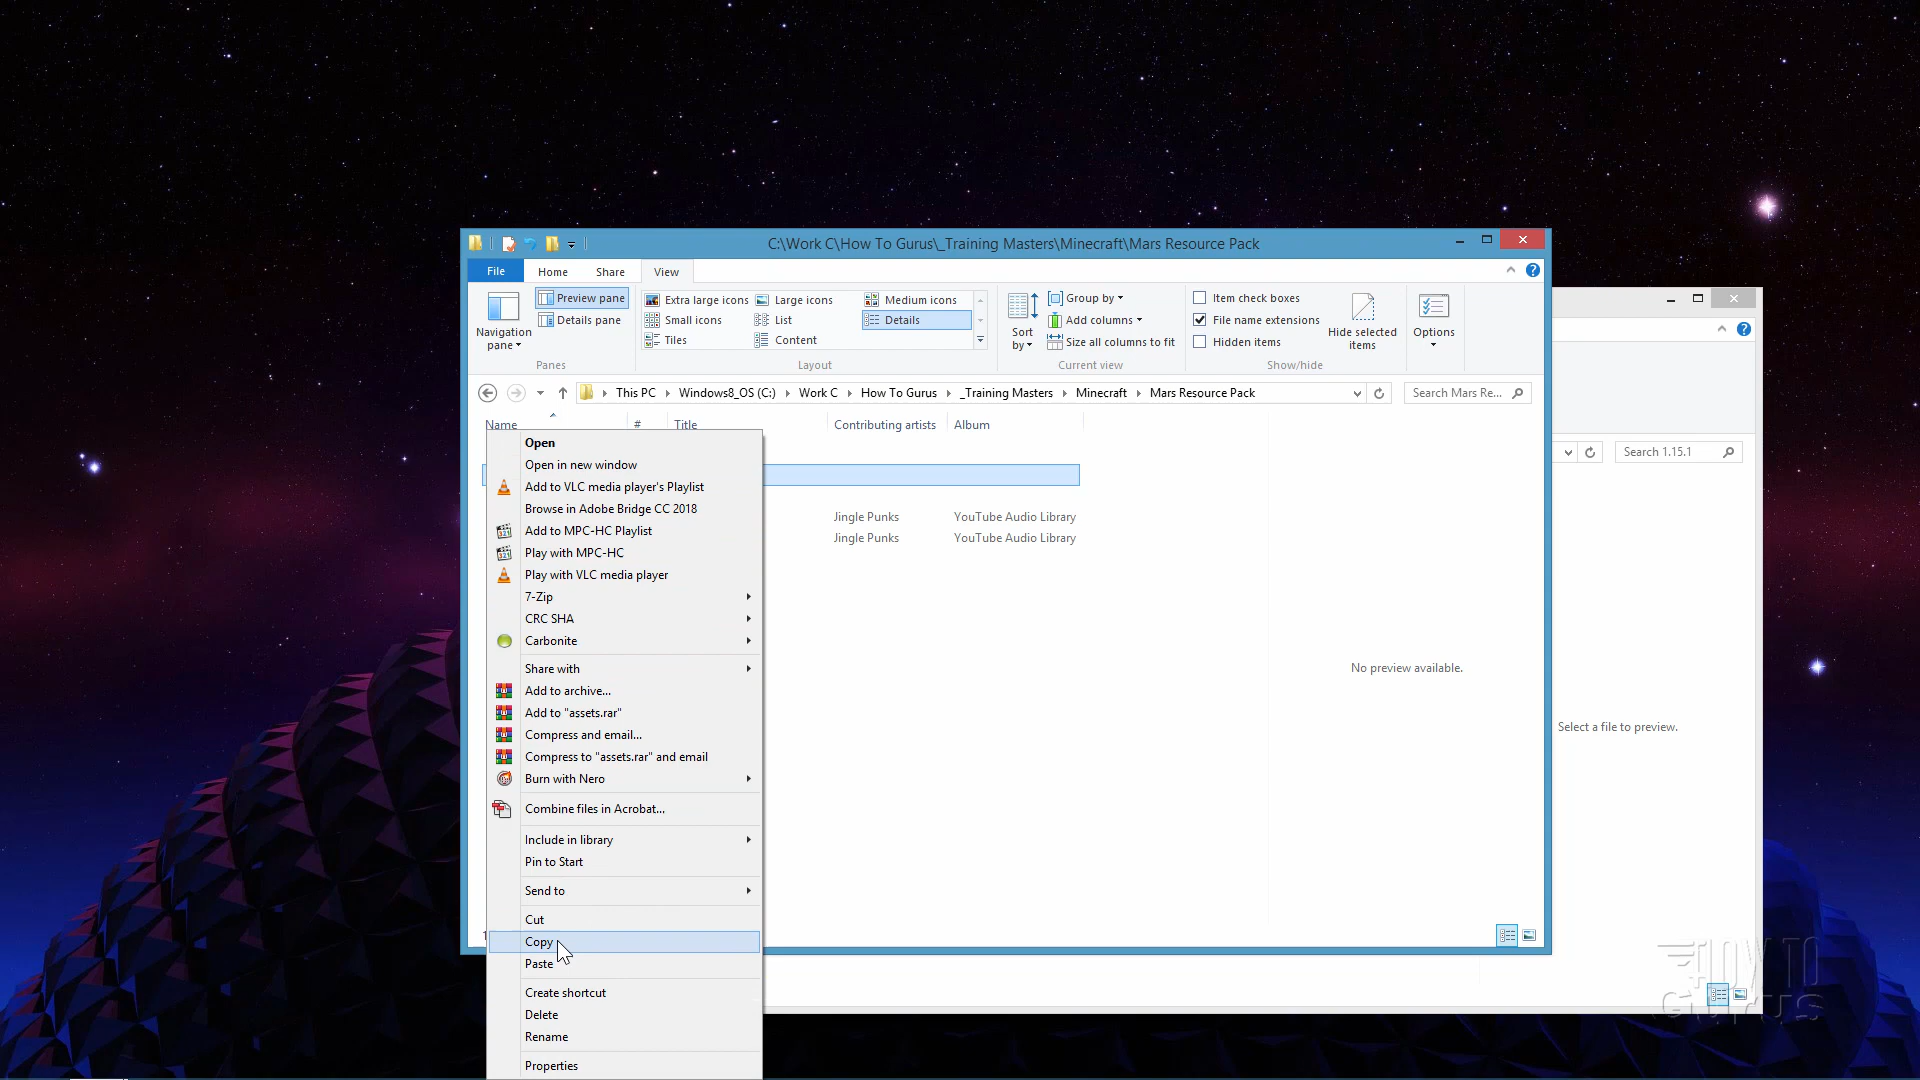 C:\Work C\How To Gurus\_Training Masters\Minecraft\Mars Resource Pack
File Home Share View
Navigation pane
Preview pane
Details pane
Panes
Extra large icons Large icons Medium icons
Small icons List Details
Tiles Content
Layout
Sort by
Group by
Add columns
Size all columns to fit
Current view
Item check boxes
File name extensions
Hidden items
Hide selected items
Show/hide
Options
This PC Windows8_OS (C:) Work C How To Gurus _Training Masters Minecraft Mars Resource Pack
Search Mars Re...
Search 1.15.1
Name # Title Contributing artists Album
Jingle Punks YouTube Audio Library
Jingle Punks YouTube Audio Library
No preview available.
Select a file to preview.
Open
Open in new window
Add to VLC media player's Playlist
Browse in Adobe Bridge CC 2018
Add to MPC-HC Playlist
Play with MPC-HC
Play with VLC media player
7-Zip
CRC SHA
Carbonite
Share with
Add to archive...
Add to "assets.rar"
Compress and email...
Compress to "assets.rar" and email
Burn with Nero
Combine files in Acrobat...
Include in library
Pin to Start
Send to
Cut
Copy
Paste
Create shortcut
Delete
Rename
Properties
HOW TO
GURUS